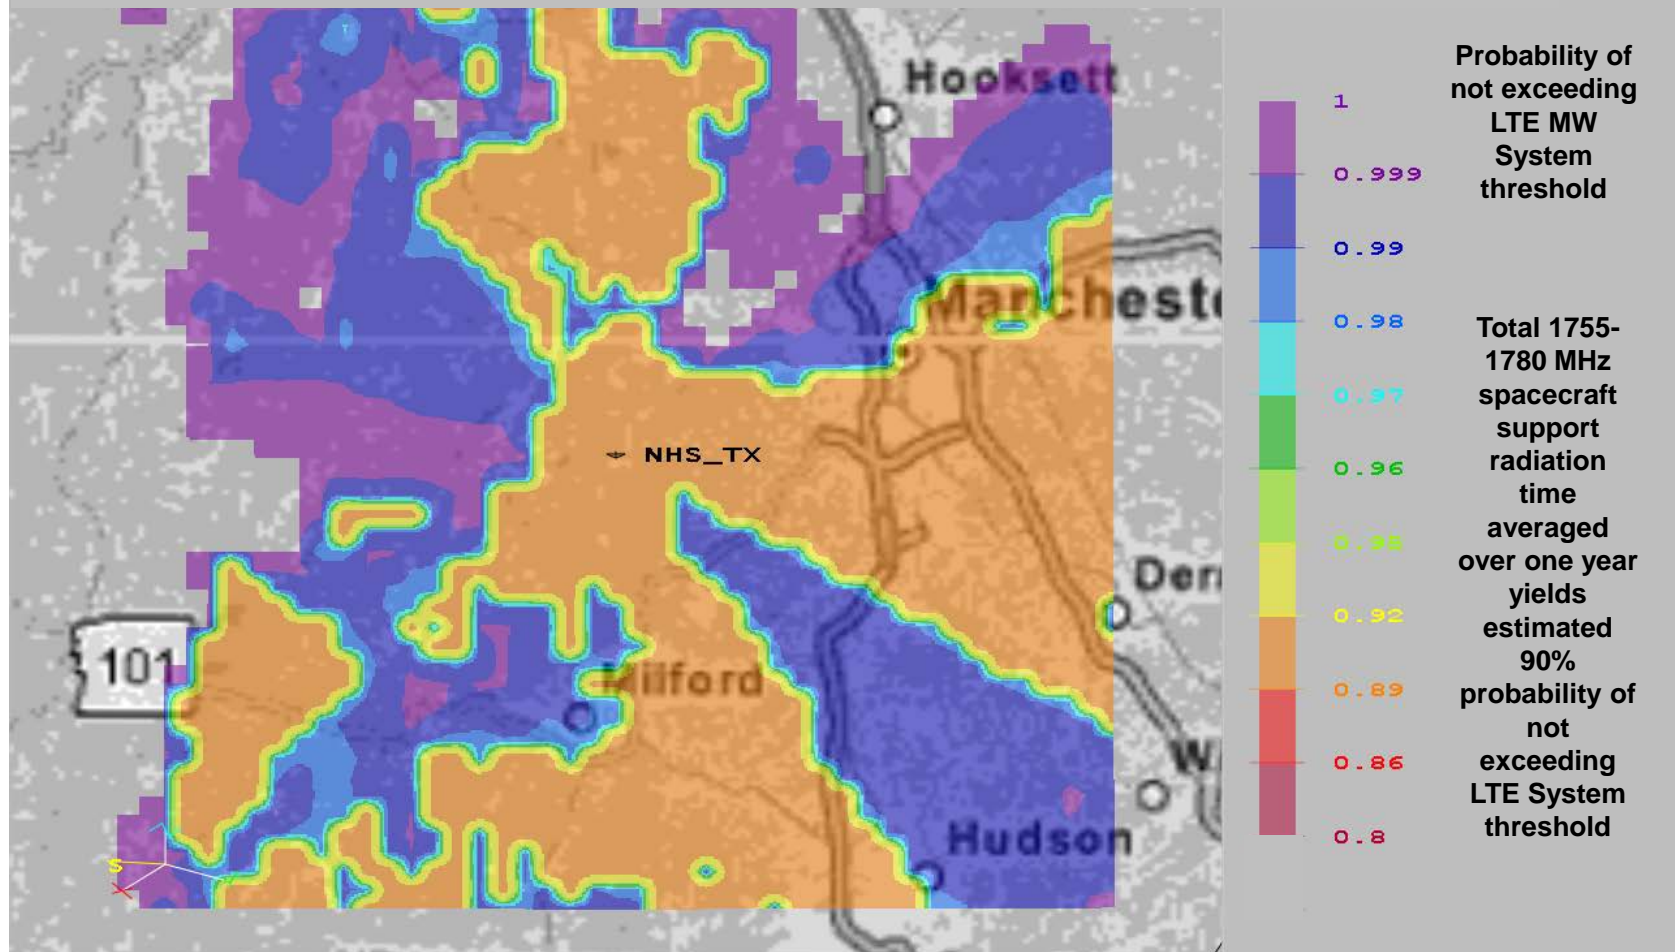 Hooksett
Manchest
NHS_TX
Der
101
Milford
W
Hudson
S
1
0.999
0.99
0.98
0.97
0.96
0.95
0.92
0.89
0.86
0.8
Probability of
not exceeding
LTE MW
System
threshold
Total 1755-
1780 MHz
spacecraft
support
radiation
time
averaged
over one year
yields
estimated
90%
probability of
not
exceeding
LTE System
threshold